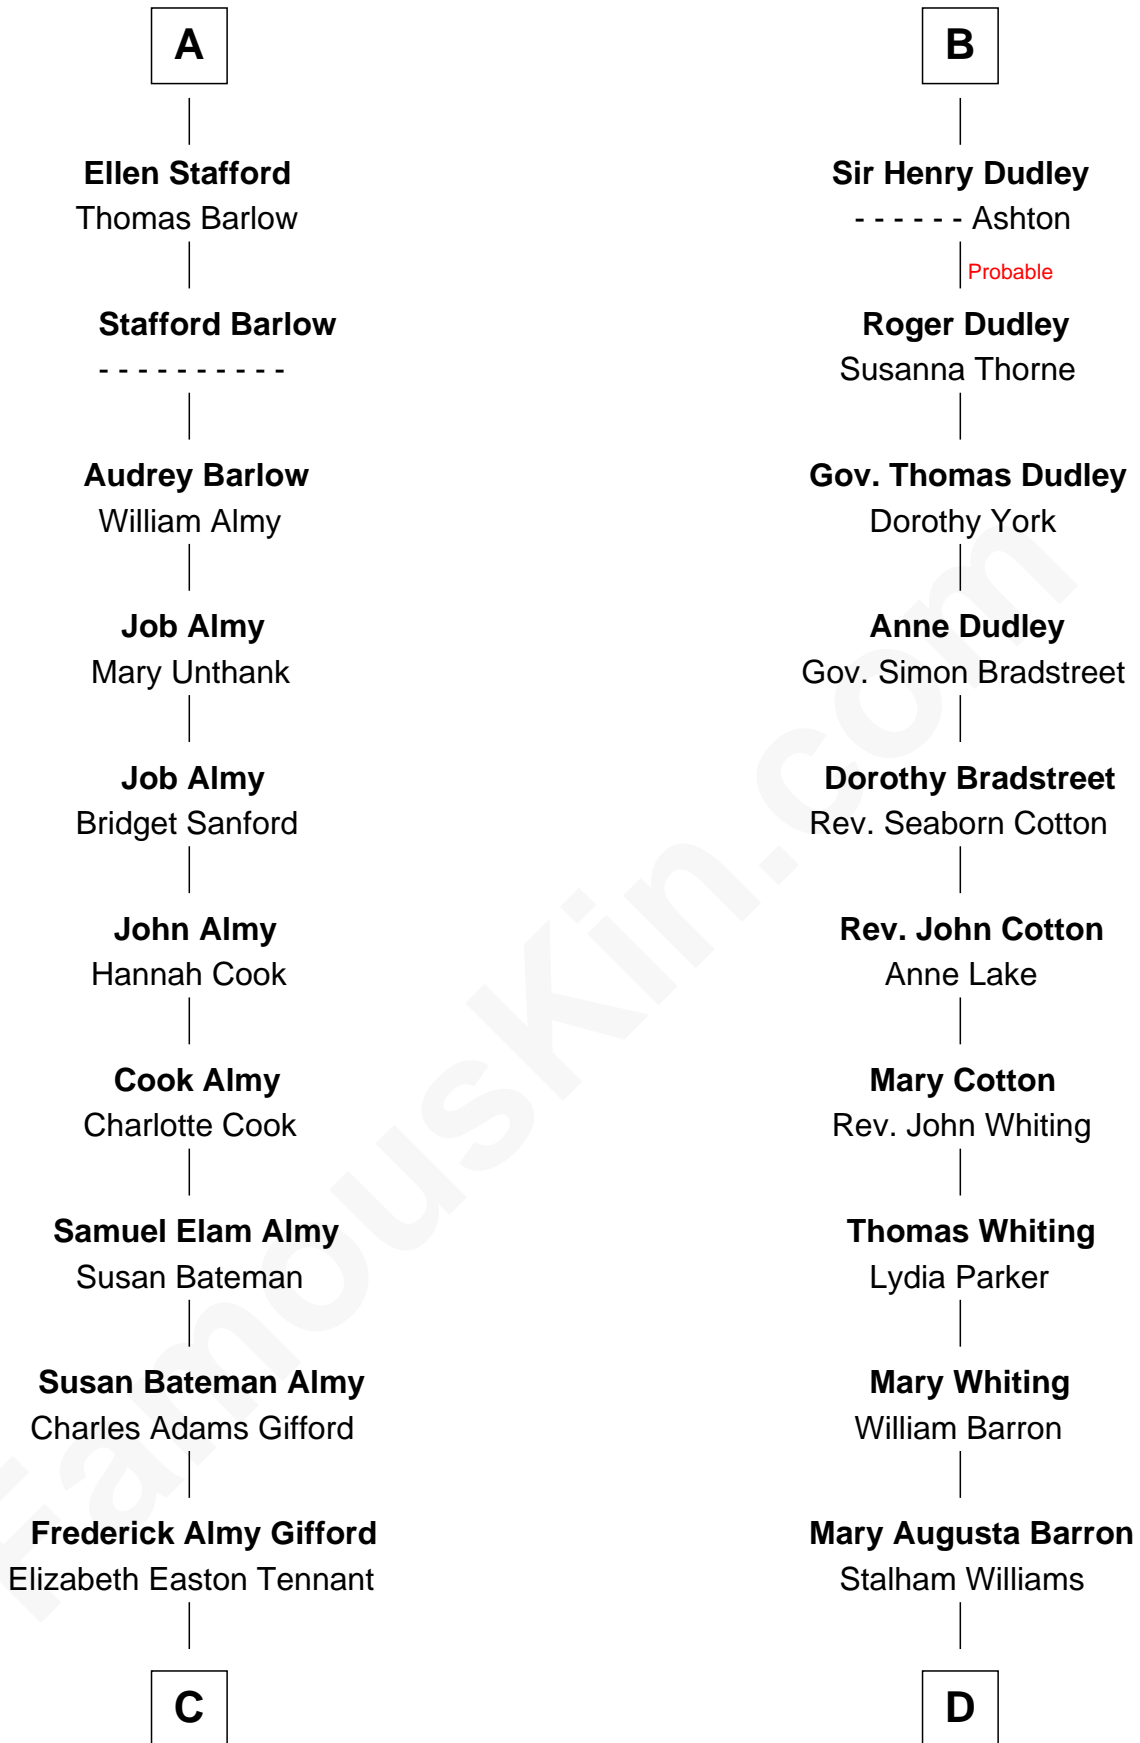 A
Ellen Stafford
Thomas Barlow
Stafford Barlow
- - - - - - - - - -
Audrey Barlow
William Almy
Job Almy
Mary Unthank
Job Almy
Bridget Sanford
John Almy
Hannah Cook
Cook Almy
Charlotte Cook
Samuel Elam Almy
Susan Bateman
Susan Bateman Almy
Charles Adams Gifford
Frederick Almy Gifford
Elizabeth Easton Tennant
C
B
Sir Henry Dudley
- - - - - - Ashton
Probable
Roger Dudley
Susanna Thorne
Gov. Thomas Dudley
Dorothy York
Anne Dudley
Gov. Simon Bradstreet
Dorothy Bradstreet
Rev. Seaborn Cotton
Rev. John Cotton
Anne Lake
Mary Cotton
Rev. John Whiting
Thomas Whiting
Lydia Parker
Mary Whiting
William Barron
Mary Augusta Barron
Stalham Williams
D
FamousKin.com